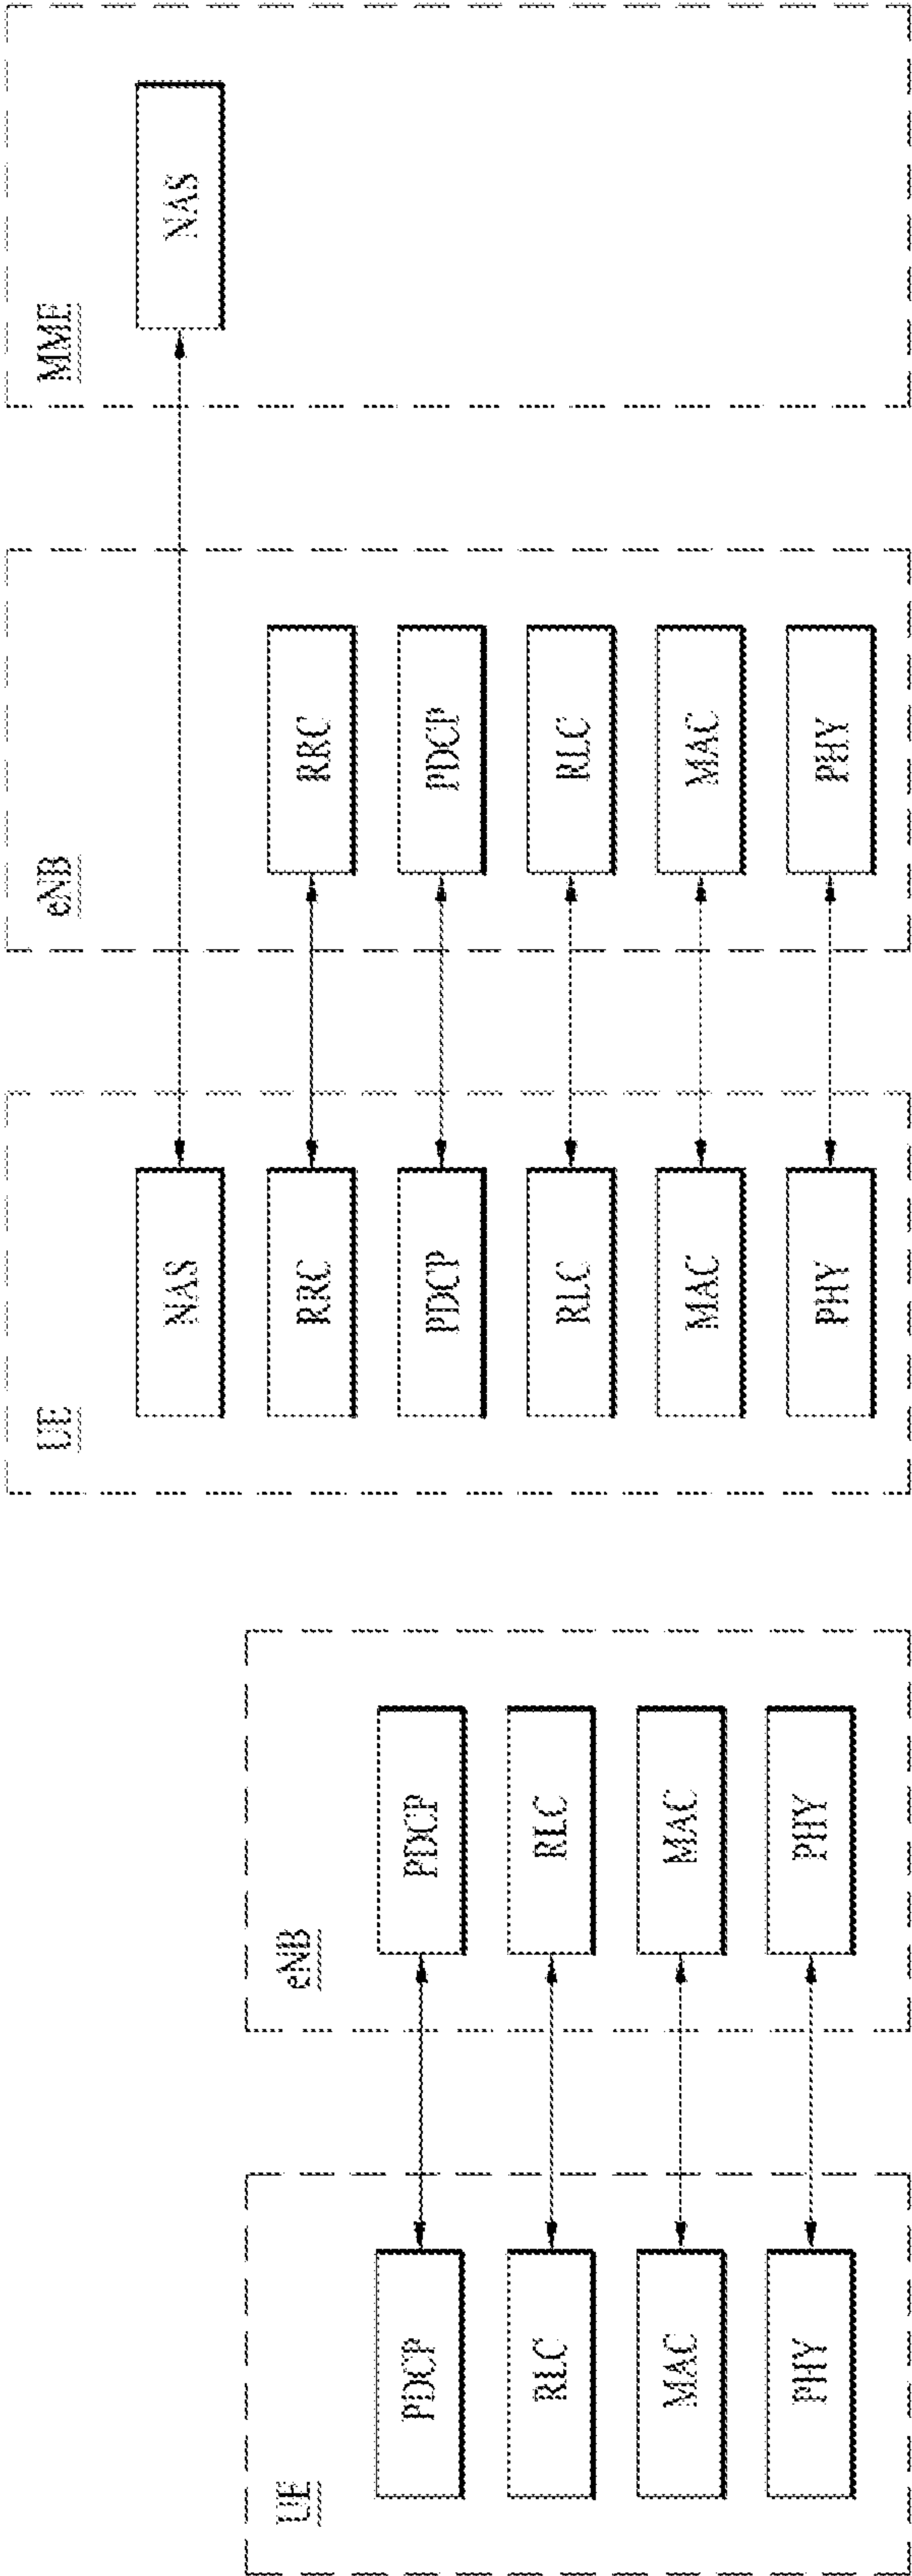 UE
eNB
PDCP
PDCP
RLC
RLC
MAC
MAC
PHY
PHY
UE
eNB
MME
NAS
NAS
RRC
RRC
PDCP
PDCP
RLC
RLC
MAC
MAC
PHY
PHY